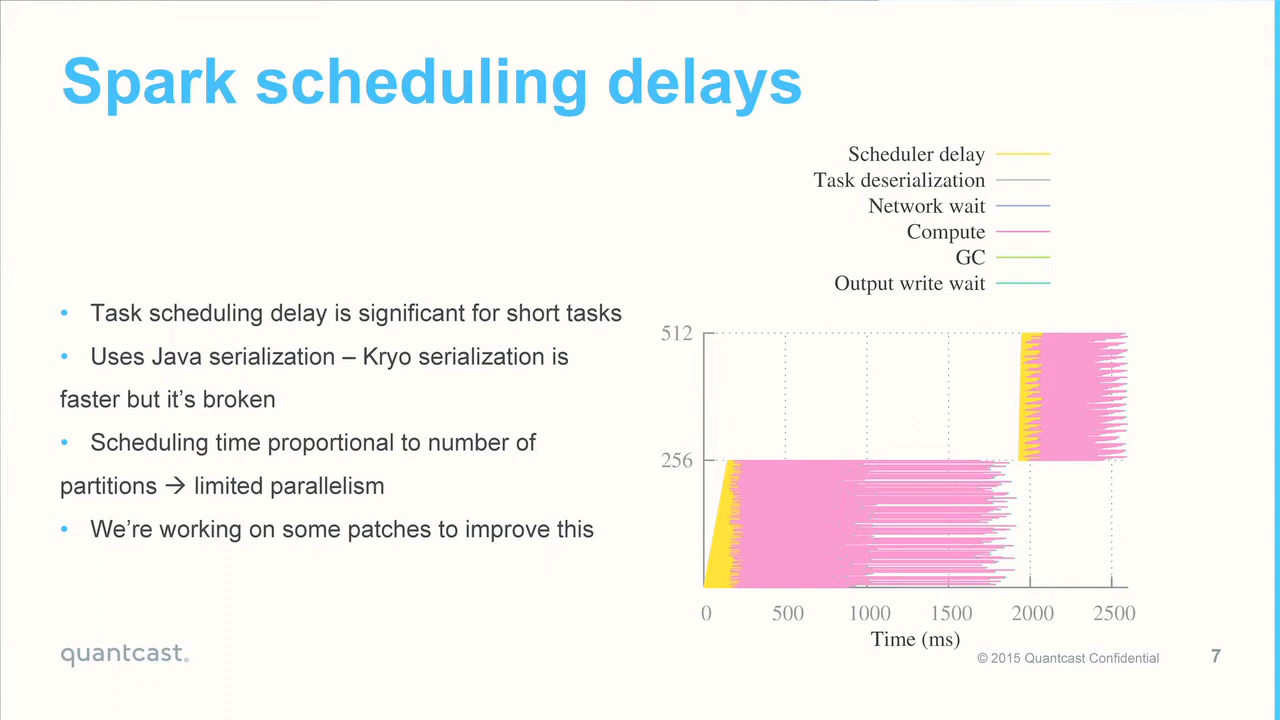 Spark scheduling delays
Scheduler delay
Task deserialization
Network wait
Compute
GC
Output write wait
• Task scheduling delay is significant for short tasks
• Uses Java serialization – Kryo serialization is
faster but it’s broken
• Scheduling time proportional to number of
partitions → limited parallelism
• We’re working on some patches to improve this
512
256
0 500 1000 1500 2000 2500
Time (ms)
quantcast®
© 2015 Quantcast Confidential
7